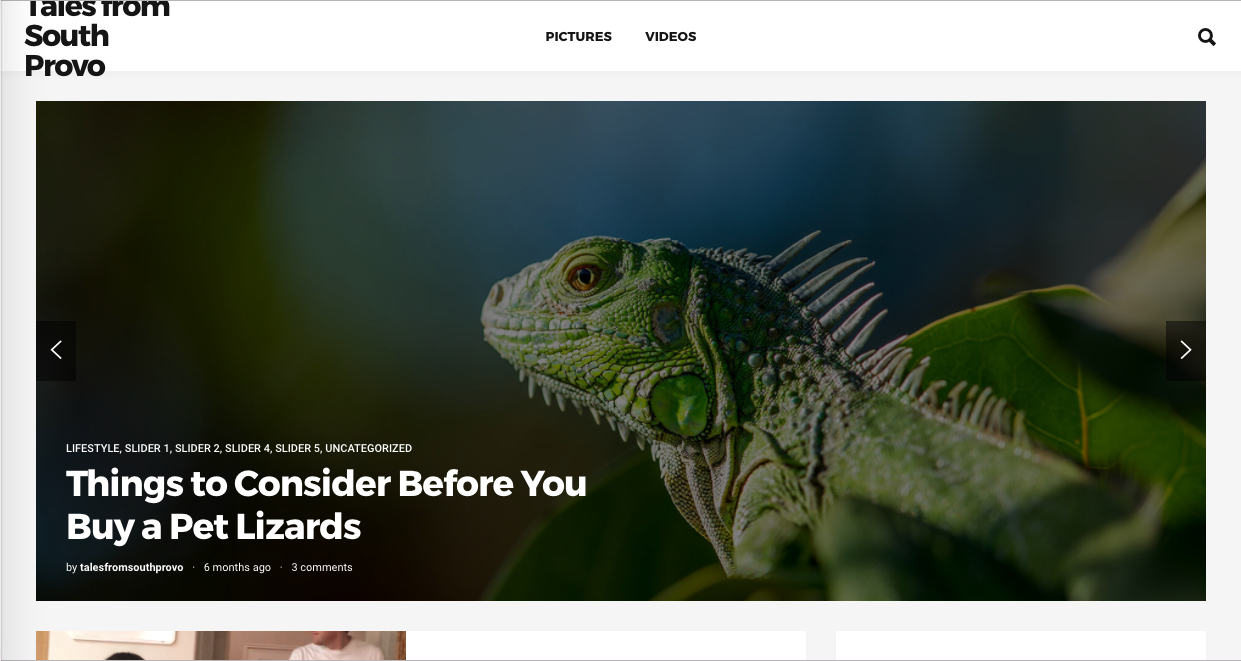 Tales from
South
Provo
PICTURES
VIDEOS
LIFESTYLE, SLIDER 1, SLIDER 2, SLIDER 4, SLIDER 5, UNCATEGORIZED
Things to Consider Before You
Buy a Pet Lizards
by talesfromsouthprovo · 6 months ago · 3 comments